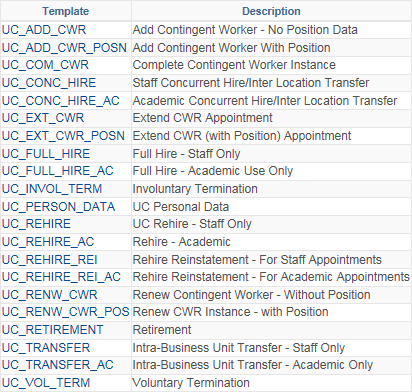 Template Description
UC_ADD_CWR Add Contingent Worker - No Position Data
UC_ADD_CWR_POSN Add Contingent Worker With Position
UC_COM_CWR Complete Contingent Worker Instance
UC_CONC_HIRE Staff Concurrent Hire/Inter Location Transfer
UC_CONC_HIRE_AC Academic Concurrent Hire/Inter Location Transfer
UC_EXT_CWR Extend CWR Appointment
UC_EXT_CWR_POSN Extend CWR (with Position) Appointment
UC_FULL_HIRE Full Hire - Staff Only
UC_FULL_HIRE_AC Full Hire - Academic Use Only
UC_INVOL_TERM Involuntary Termination
UC_PERSON_DATA UC Personal Data
UC_REHIRE UC Rehire - Staff Only
UC_REHIRE_AC Rehire - Academic
UC_REHIRE_REI Rehire Reinstatement - For Staff Appointments
UC_REHIRE_REI_AC Rehire Reinstatement - For Academic Appointments
UC_RENW_CWR Renew Contingent Worker - Without Position
UC_RENW_CWR_POS Renew CWR Instance - with Position
UC_RETIREMENT Retirement
UC_TRANSFER Intra-Business Unit Transfer - Staff Only
UC_TRANSFER_AC Intra-Business Unit Transfer - Academic Only
UC_VOL_TERM Voluntary Termination